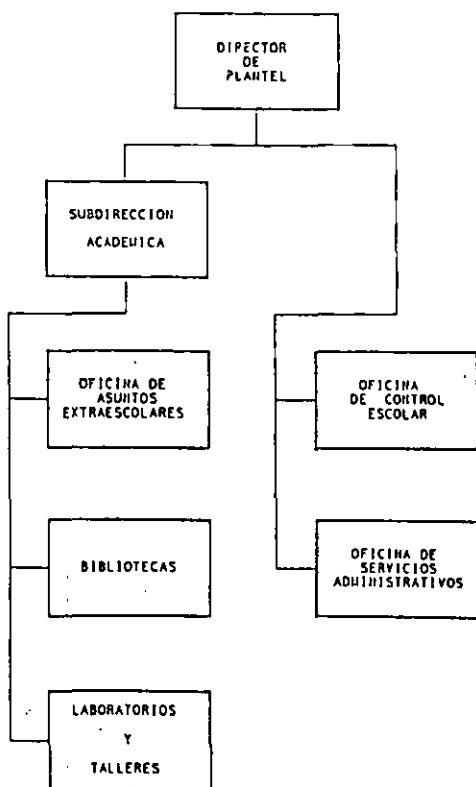 DIRECTOR
DE
PLANTEL
SUBDIRECCION
ACADEMICA
OFICINA DE
ASUNTOS
EXTRAESCOLARES
OFICINA
DE CONTROL
ESCOLAR
BIBLIOTECAS
OFICINA DE
SERVICIOS
ADMINISTRATIVOS
LABORATORIOS
Y
TALLERES